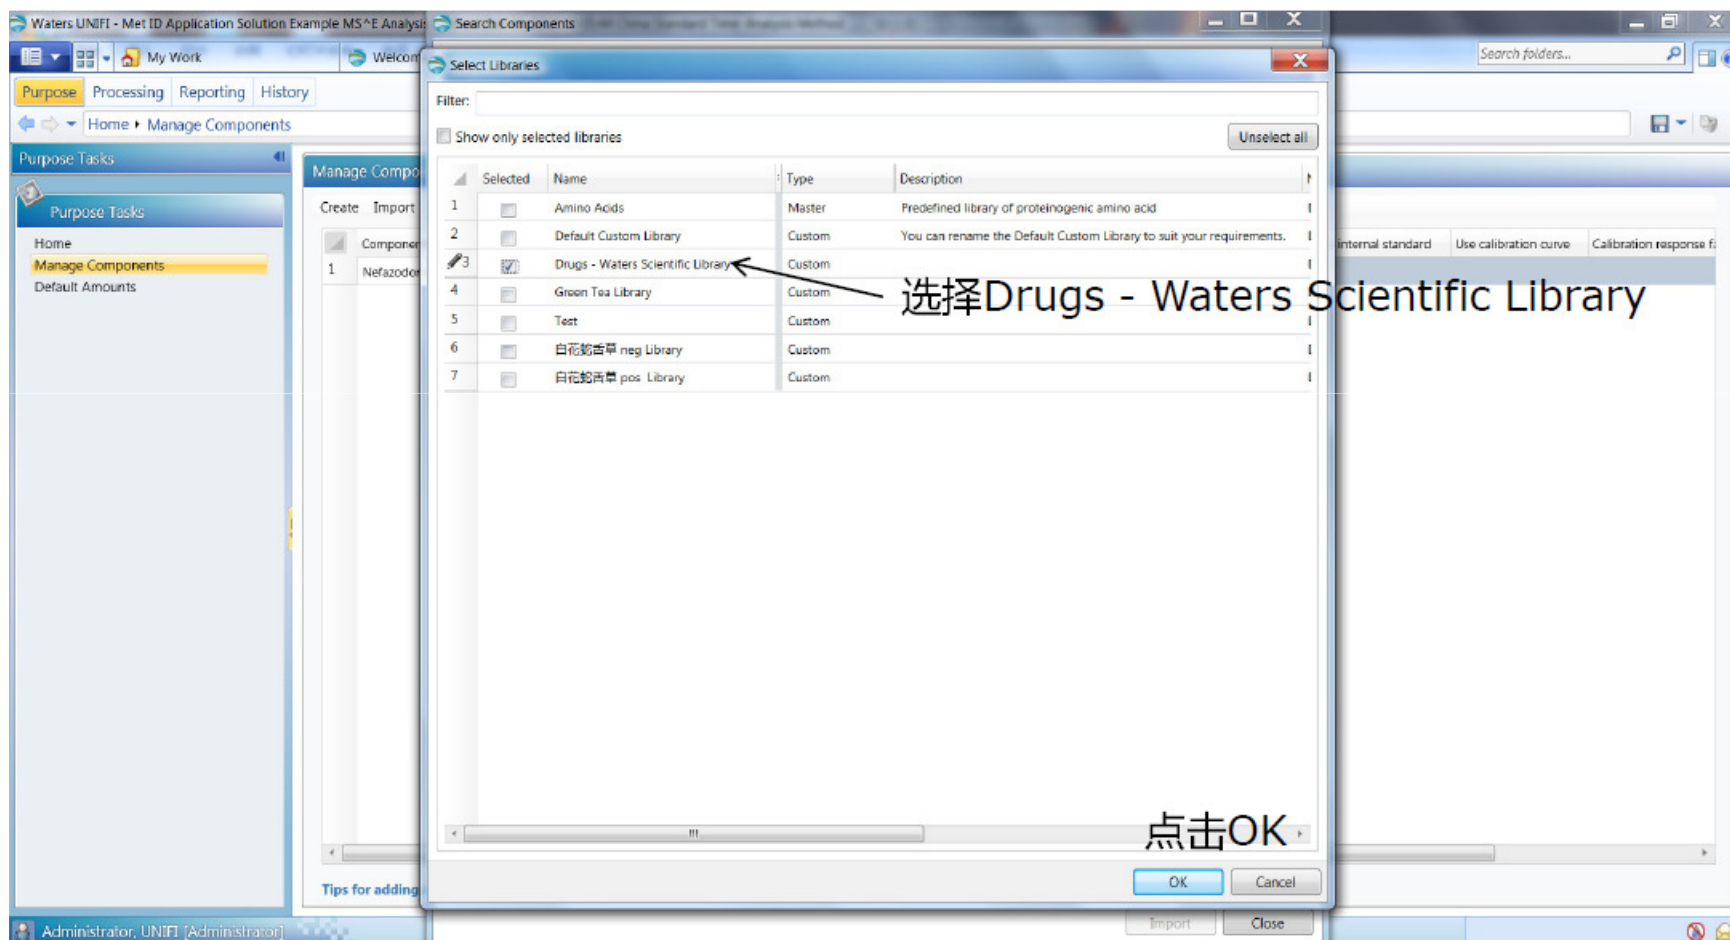 Waters UNIFI - Met ID Application Solution Example MS^E Analysis
Search Components
My Work
Welcom
Search folders...
Select Libraries
Purpose Processing Reporting History
Filter:
Home Manage Components
Show only selected libraries
Unselect all
Purpose Tasks
Manage Compo
Selected Name Type Description
Purpose Tasks
Create Import
1 Amino Acids Master Predefined library of proteinogenic amino acid
Home
Componen
2 Default Custom Library Custom You can rename the Default Custom Library to suit your requirements.
internal standard Use calibration curve Calibration response fa
Manage Components
1 Nefazodon
3 Drugs - Waters Scientific Library Custom
Default Amounts
4 Green Tea Library Custom
选择Drugs - Waters Scientific Library
5 Test Custom
6 白花蛇舌草 neg Library Custom
7 白花蛇舌草 pos Library Custom
点击OK
OK Cancel
Tips for adding
Import Close
Administrator, UNIFI [Administrator]